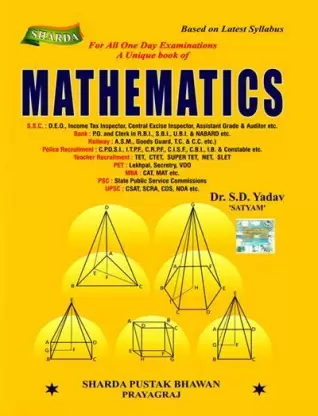 SHARDA
Based on Latest Syllabus
For All One Day Examinations
A Unique book of
MATHEMATICS
S.S.C. : D.E.O., Income Tax Inspector, Central Excise Inspector, Assistant Grade & Auditor etc.
Bank : P.O. and Clerk in R.B.I., S.B.I., U.B.I. & NABARD etc.
Railway : A.S.M., Goods Guard, T.C. & C.C. etc.)
Police Recruitment : C.P.O.S.I., I.T.P.F., C.R.P.F., C.I.S.F., C.B.I., I.B. & Constable etc.
Teacher Recruitment : TET, CTET, SUPER TET, NET, SLET
PET : Lekhpal, Secretry, VDO
MBA : CAT, MAT etc.
PSC : State Public Service Commissions
UPSC : CSAT, SCRA, CDS, NDA etc.
Dr. S.D. Yadav
'SATYAM'
SHARDA PUSTAK BHAWAN
PRAYAGRAJ